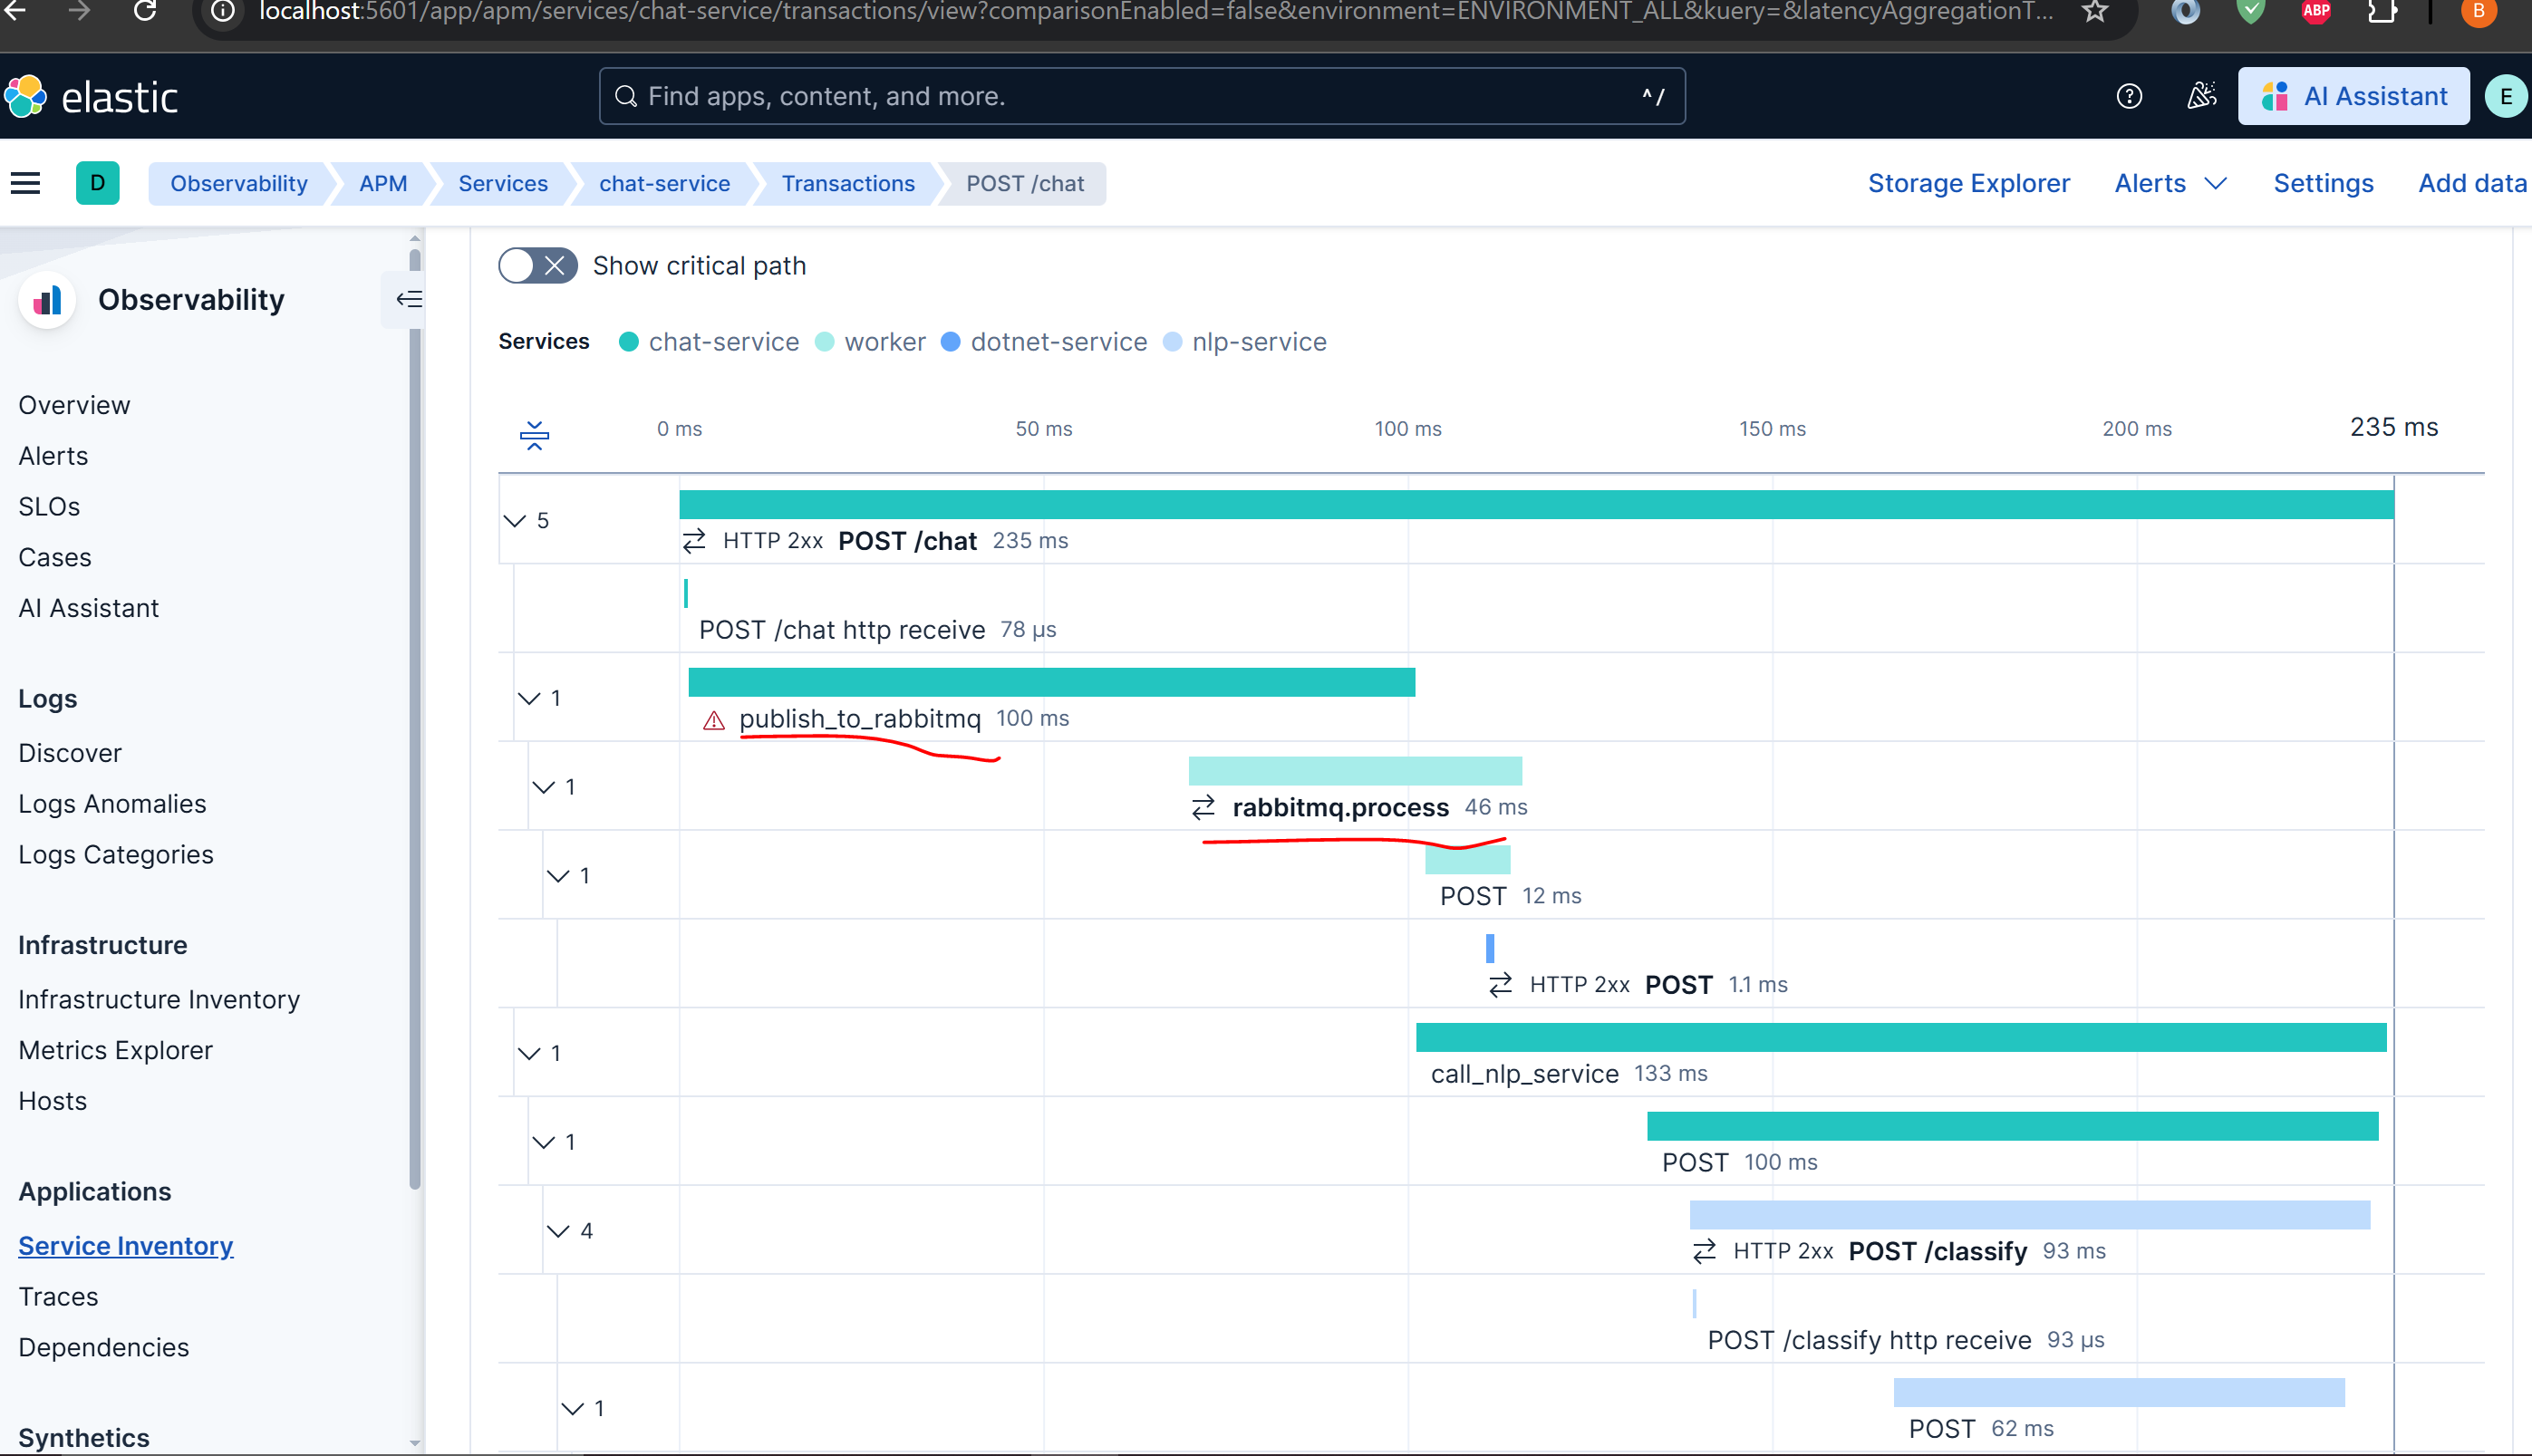 localhost:5601/app/apm/services/chat-service/transactions/view?comparisonEnabled=false&environment=ENVIRONMENT_ALL&kuery=&latencyAggregationT...
ABP
B
elastic
Find apps, content, and more.
^ /
AI Assistant
E
D
Observability
APM
Services
chat-service
Transactions
POST /chat
Storage Explorer
Alerts
Settings
Add data
Observability
Overview
Alerts
SLOs
Cases
AI Assistant
Logs
Discover
Logs Anomalies
Logs Categories
Infrastructure
Infrastructure Inventory
Metrics Explorer
Hosts
Applications
Service Inventory
Traces
Dependencies
Synthetics
Show critical path
Services chat-service worker dotnet-service nlp-service
0 ms 50 ms 100 ms 150 ms 200 ms 235 ms
5
HTTP 2xx POST /chat 235 ms
POST /chat http receive 78 μs
1
publish_to_rabbitmq 100 ms
1
rabbitmq.process 46 ms
1
POST 12 ms
HTTP 2xx POST 1.1 ms
1
call_nlp_service 133 ms
1
POST 100 ms
4
HTTP 2xx POST /classify 93 ms
POST /classify http receive 93 μs
1
POST 62 ms